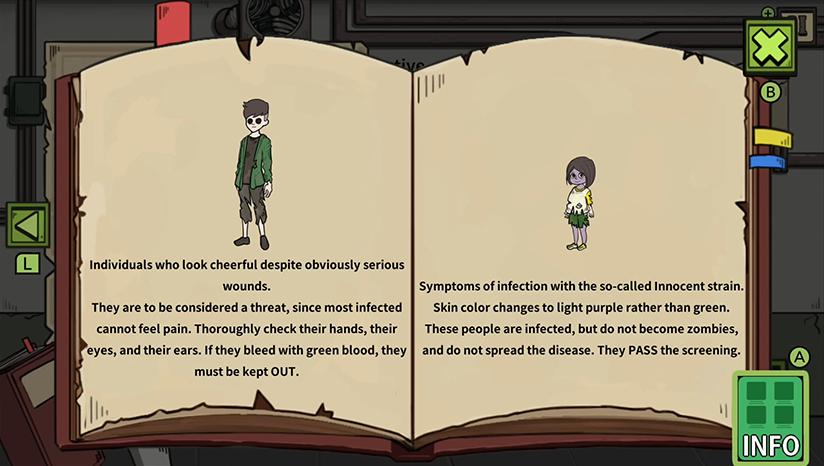 tive
Individuals who look cheerful despite obviously serious
wounds.
They are to be considered a threat, since most infected
cannot feel pain. Thoroughly check their hands, their
eyes, and their ears. If they bleed with green blood, they
must be kept OUT.
Symptoms of infection with the so-called Innocent strain.
Skin color changes to light purple rather than green.
These people are infected, but do not become zombies,
and do not spread the disease. They PASS the screening.
+
B
L
A
INFO